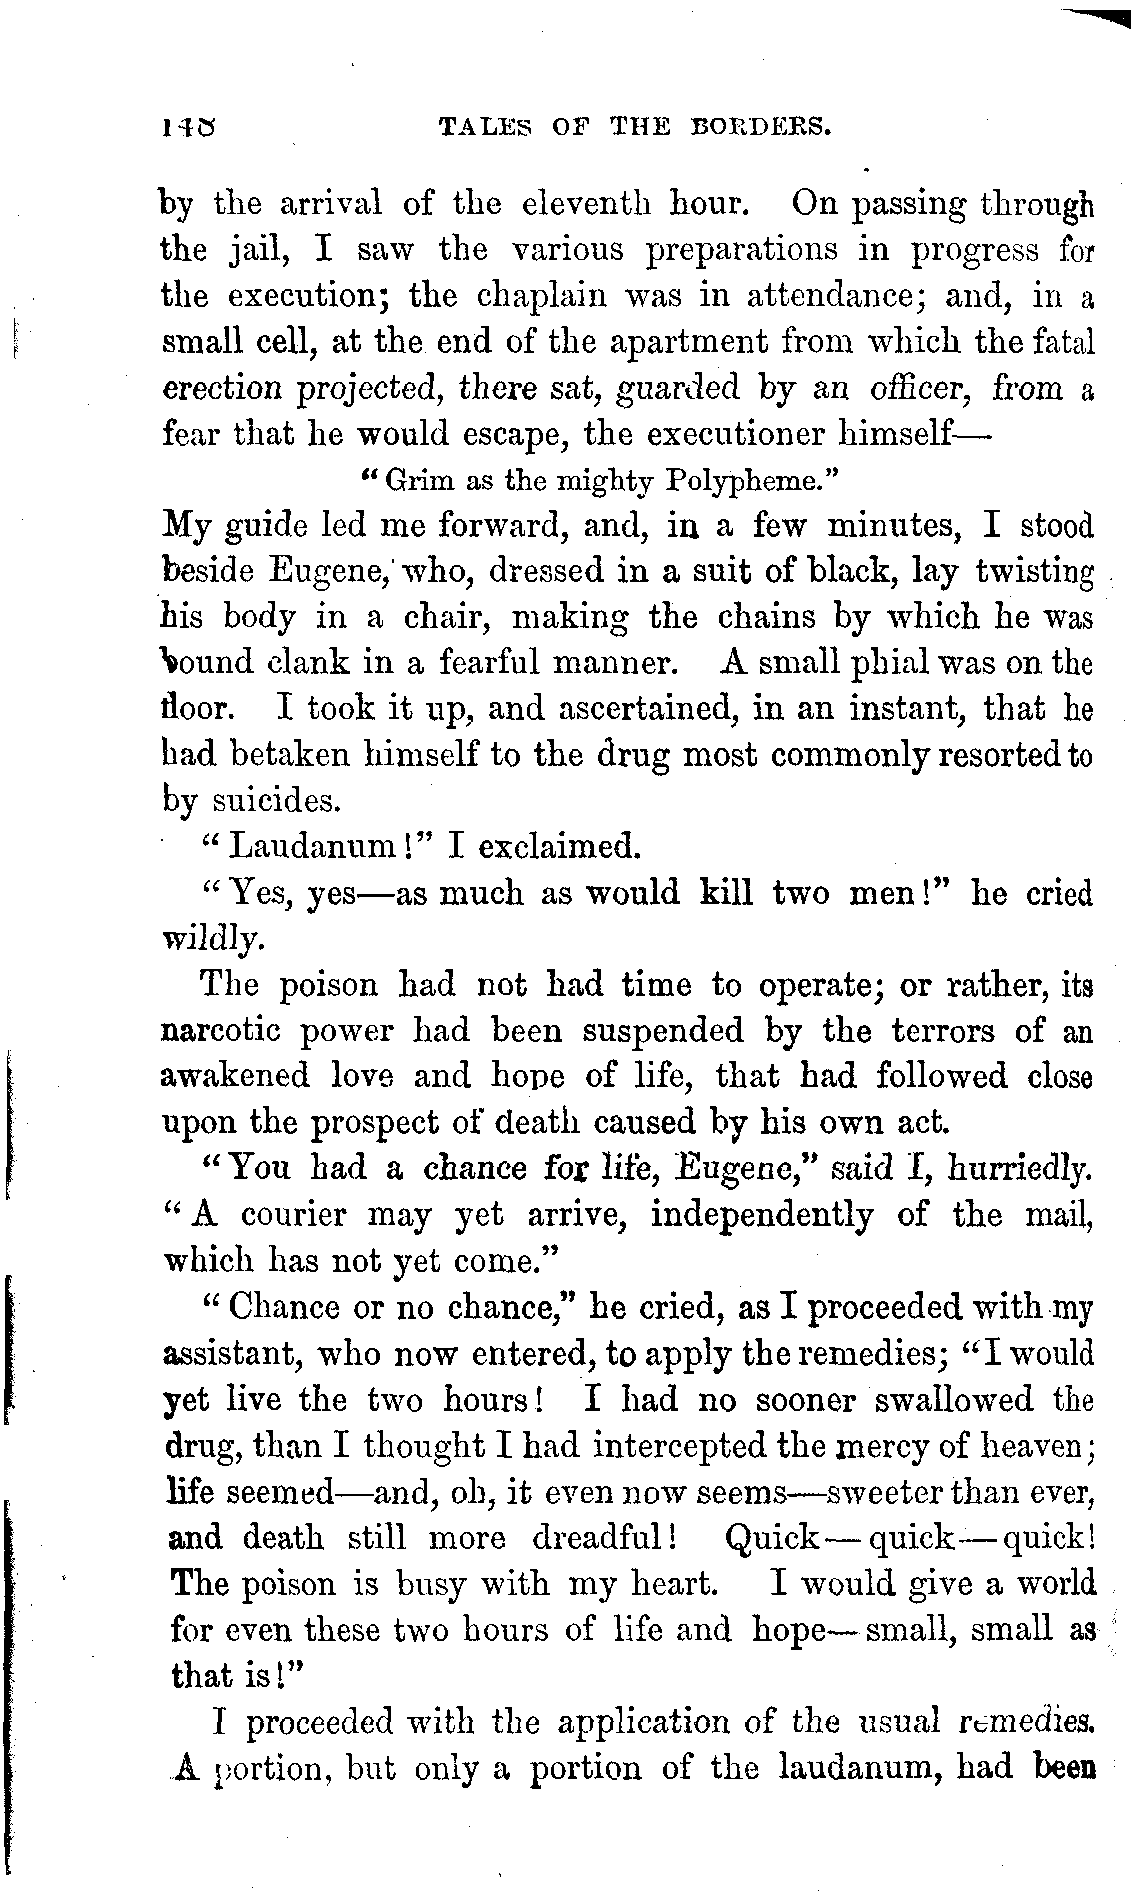 148 TALES OF THE BORDERS.
by the arrival of the eleventh hour. On passing through
the jail, I saw the various preparations in progress for
the execution; the chaplain was in attendance; and, in a
small cell, at the end of the apartment from which the fatal
erection projected, there sat, guarded by an officer, from a
fear that he would escape, the executioner himself—
"Grim as the mighty Polypheme."
My guide led me forward, and, in a few minutes, I stood
beside Eugene, who, dressed in a suit of black, lay twisting
his body in a chair, making the chains by which he was
bound clank in a fearful manner. A small phial was on the
floor. I took it up, and ascertained, in an instant, that he
had betaken himself to the drug most commonly resorted to
by suicides.
"Laudanum!" I exclaimed.
"Yes, yes—as much as would kill two men!" he cried
wildly.
The poison had not had time to operate; or rather, its
narcotic power had been suspended by the terrors of an
awakened love and hope of life, that had followed close
upon the prospect of death caused by his own act.
"You had a chance for life, Eugene," said I, hurriedly.
"A courier may yet arrive, independently of the mail,
which has not yet come."
"Chance or no chance," he cried, as I proceeded with my
assistant, who now entered, to apply the remedies; "I would
yet live the two hours! I had no sooner swallowed the
drug, than I thought I had intercepted the mercy of heaven;
life seemed—and, oh, it even now seems—sweeter than ever,
and death still more dreadful! Quick—quick—quick!
The poison is busy with my heart. I would give a world
for even these two hours of life and hope—small, small as
that is!"
I proceeded with the application of the usual remedies.
A portion, but only a portion of the laudanum, had been